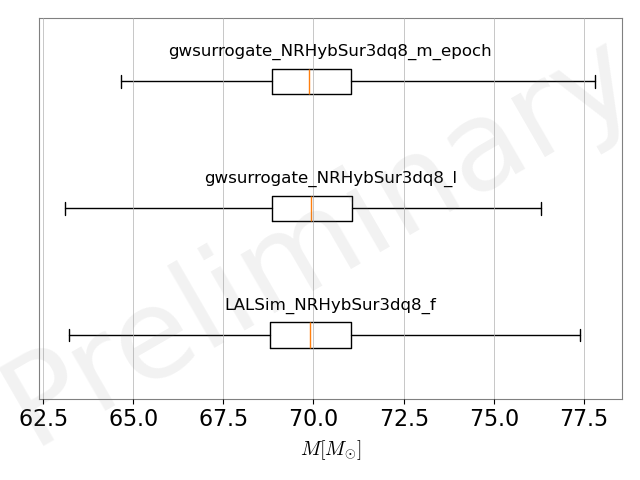 gwsurrogate_NRHybSur3dq8_m_epoch
gwsurrogate_NRHybSur3dq8_l
LALSim_NRHybSur3dq8_f
Preliminary
62.5 65.0 67.5 70.0 72.5 75.0 77.5
M[M☉]